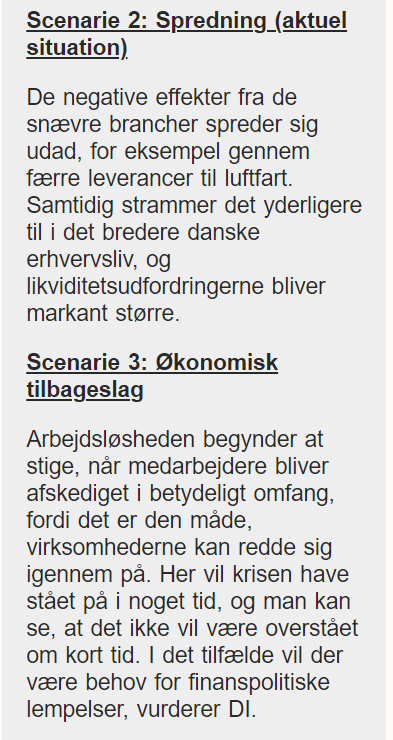 Scenarie 2: Spredning (aktuel
situation)
De negative effekter fra de
snævre brancher spreder sig
udad, for eksempel gennem
færre leverancer til luftfart.
Samtidig strammer det yderligere
til i det bredere danske
erhvervsliv, og
likviditetsudfordringerne bliver
markant større.
Scenarie 3: Økonomisk
tilbageslag
Arbejdsløsheden begynder at
stige, når medarbejdere bliver
afskediget i betydeligt omfang,
fordi det er den måde,
virksomhederne kan redde sig
igennem på. Her vil krisen have
stået på i noget tid, og man kan
se, at det ikke vil være overstået
om kort tid. I det tilfælde vil der
være behov for finanspolitiske
lempelser, vurderer DI.